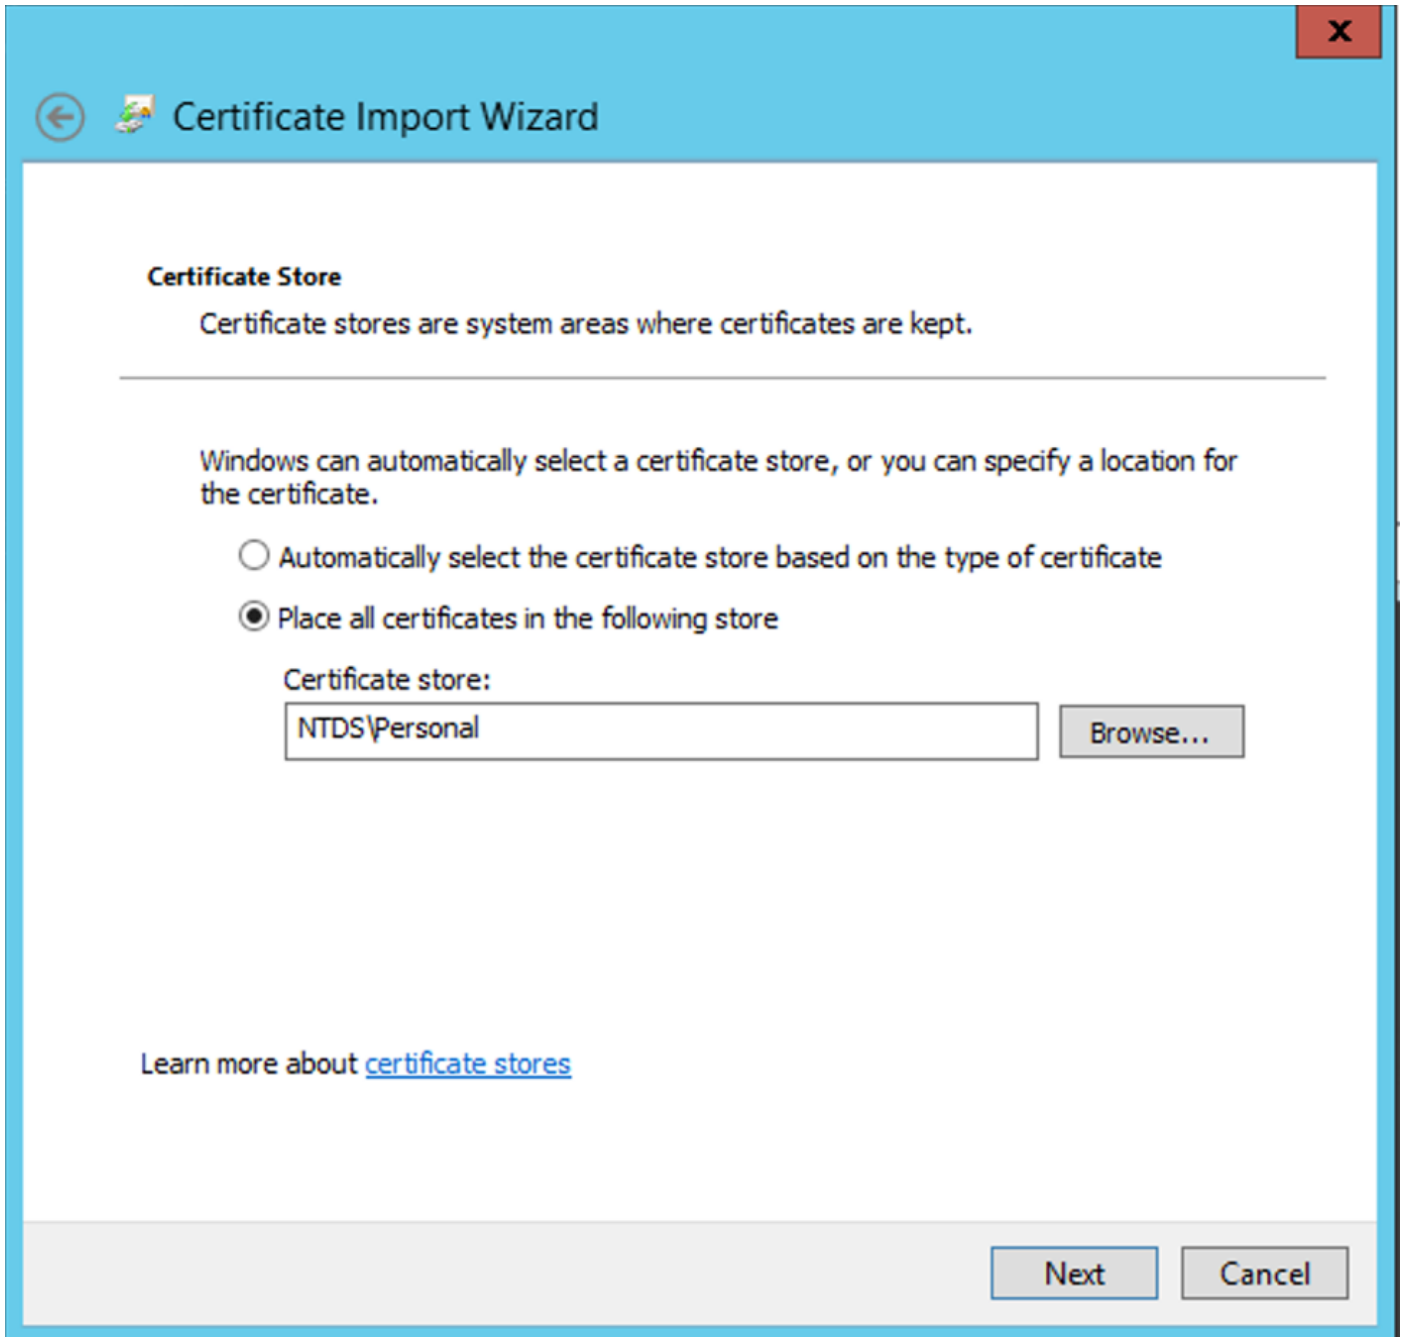 x
Certificate Import Wizard
Certificate Store
Certificate stores are system areas where certificates are kept.
Windows can automatically select a certificate store, or you can specify a location for
the certificate.
Automatically select the certificate store based on the type of certificate
Place all certificates in the following store
Certificate store:
NTDS\Personal
Browse...
Learn more about certificate stores
Next
Cancel